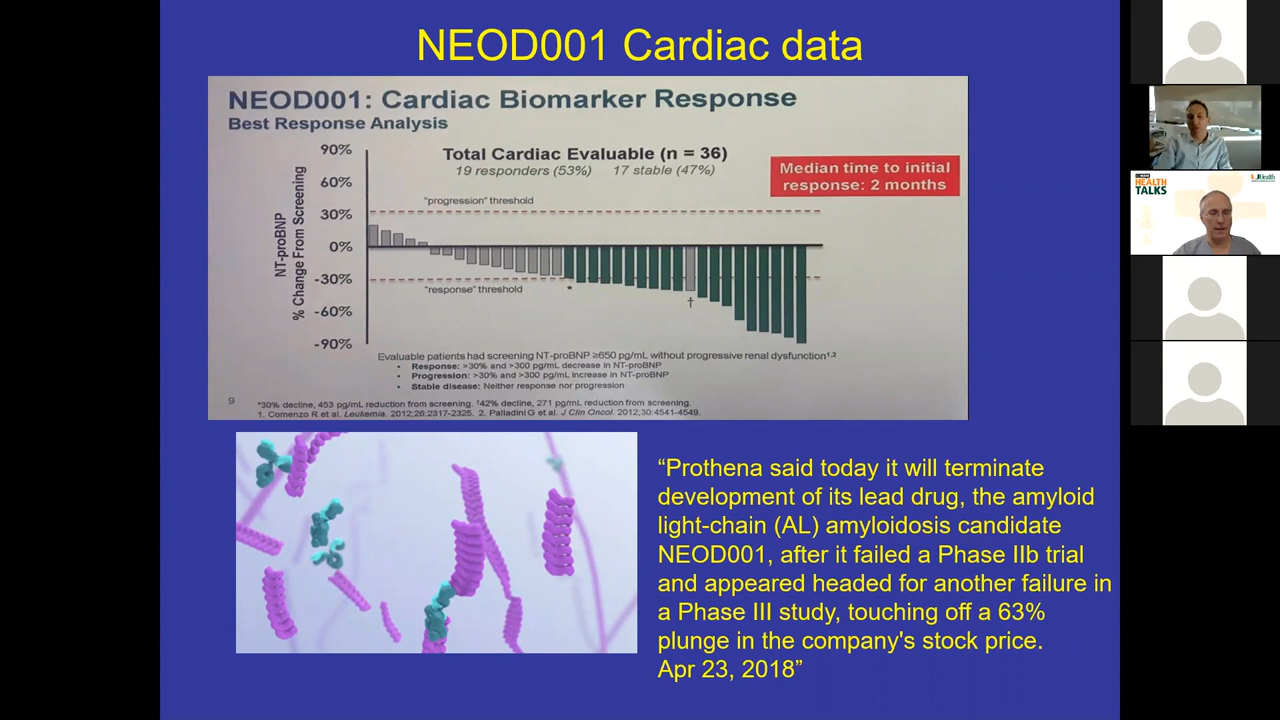 NEOD001 Cardiac data
NEOD001: Cardiac Biomarker Response
Best Response Analysis
Total Cardiac Evaluable (n = 36)
19 responders (53%) 17 stable (47%)
Median time to initial
response: 2 months
NT-proBNP
% Change From Screening
90%
60%
30%
0%
-30%
-60%
-90%
"progression" threshold
"response" threshold
*
†
Evaluable patients had screening NT-proBNP ≥650 pg/mL without progressive renal dysfunction1,2
• Response: >30% and >300 pg/mL decrease in NT-proBNP
• Progression: >30% and >300 pg/mL increase in NT-proBNP
• Stable disease: Neither response nor progression
9
*30% decline, 453 pg/mL reduction from screening. †42% decline, 271 pg/mL reduction from screening.
1. Comenzo R et al. Leukemia. 2012;26:2317-2325. 2. Palladini G et al. J Clin Oncol. 2012;30:4541-4549.
“Prothena said today it will terminate
development of its lead drug, the amyloid
light-chain (AL) amyloidosis candidate
NEOD001, after it failed a Phase IIb trial
and appeared headed for another failure in
a Phase III study, touching off a 63%
plunge in the company's stock price.
Apr 23, 2018”
HEALTH
TALKS
UHealth